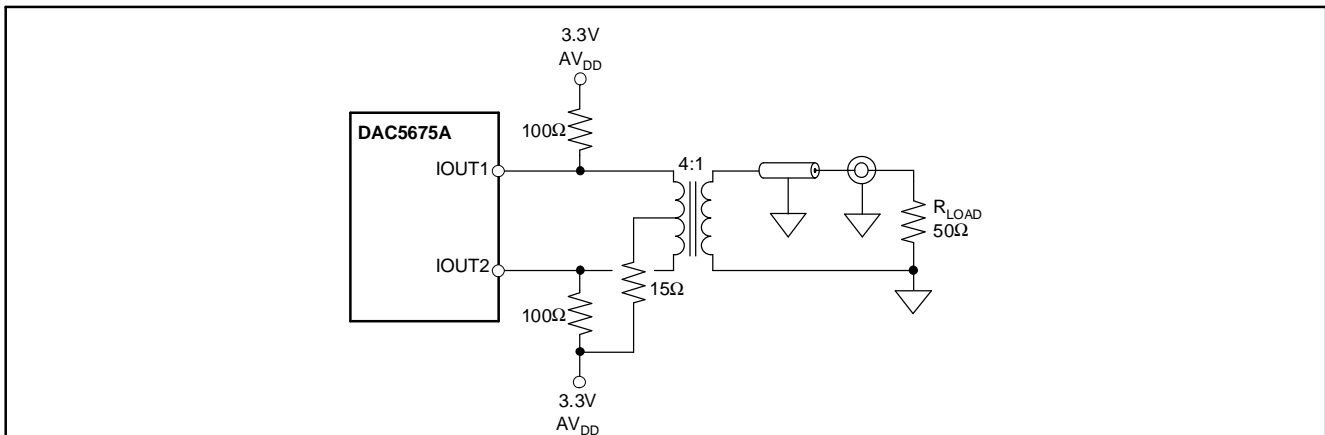 3.3V
AVDD
100Ω
DAC5675A
IOUT1
4:1
RLOAD
50Ω
IOUT2
15Ω
100Ω
3.3V
AVDD